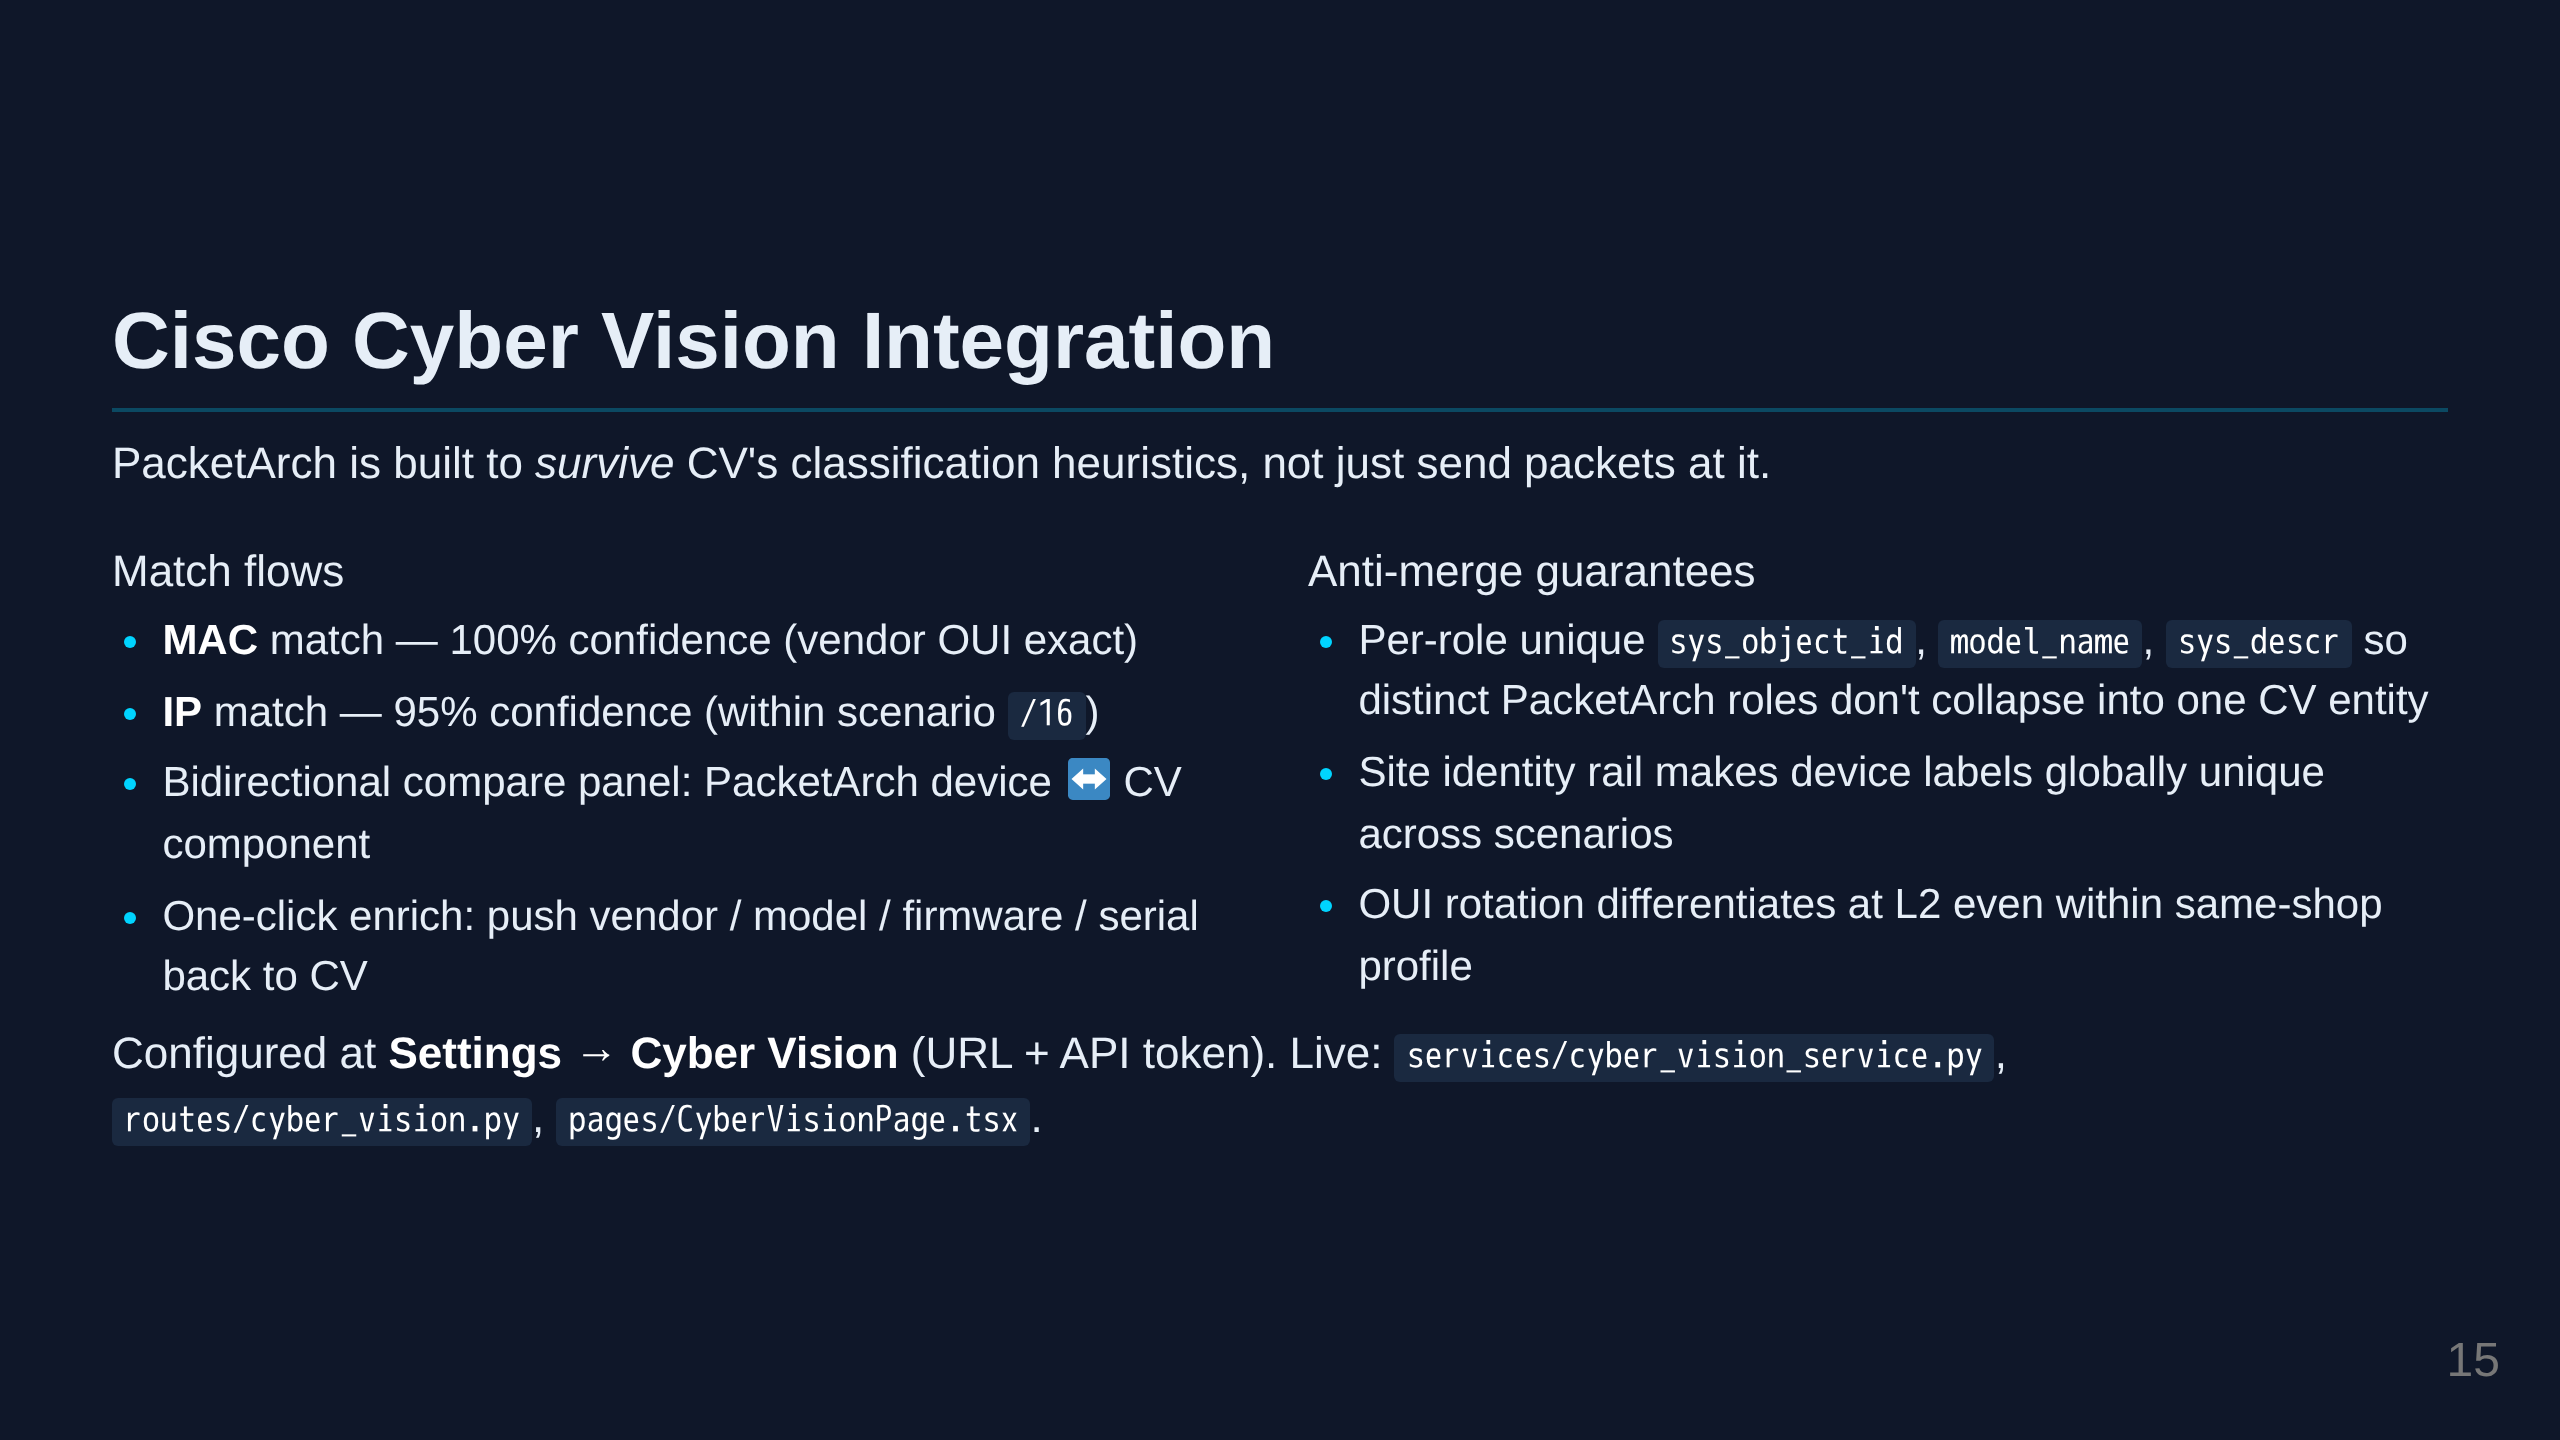 Cisco Cyber Vision Integration
PacketArch is built to survive CV's classification heuristics, not just send packets at it.
Match flows
• MAC match — 100% confidence (vendor OUI exact)
• IP match — 95% confidence (within scenario /16)
• Bidirectional compare panel: PacketArch device ↔ CV
component
• One-click enrich: push vendor / model / firmware / serial
back to CV
Anti-merge guarantees
• Per-role unique sys_object_id, model_name, sys_descr so
distinct PacketArch roles don't collapse into one CV entity
• Site identity rail makes device labels globally unique
across scenarios
• OUI rotation differentiates at L2 even within same-shop
profile
Configured at Settings → Cyber Vision (URL + API token). Live: services/cyber_vision_service.py,
routes/cyber_vision.py, pages/CyberVisionPage.tsx.
15